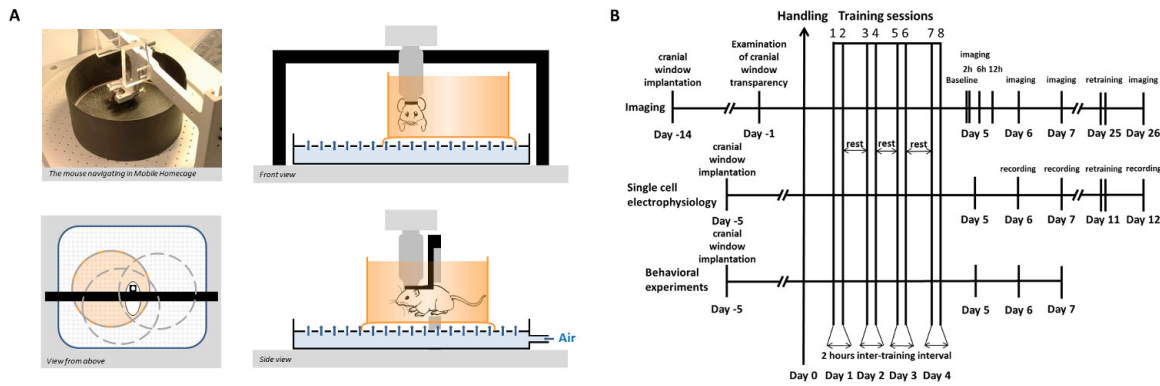 A
The mouse navigating in Mobile Homecage
Front view
View from above
Side view
Air
B
Handling
Training sessions
1 2 3 4 5 6 7 8
cranial
window
implantation
Examination
of cranial
window
transparency
imaging
2h 6h 12h
Baseline
imaging
imaging
retraining
imaging
Imaging
Day -14
Day -1
Day 5
Day 6
Day 7
Day 25
Day 26
rest
rest
rest
cranial
window
implantation
recording
recording
retraining
recording
Single cell
electrophysiology
Day -5
Day 5
Day 6
Day 7
Day 11
Day 12
cranial
window
implantation
Behavioral
experiments
Day -5
Day 5
Day 6
Day 7
2 hours inter-training interval
Day 0 Day 1 Day 2 Day 3 Day 4